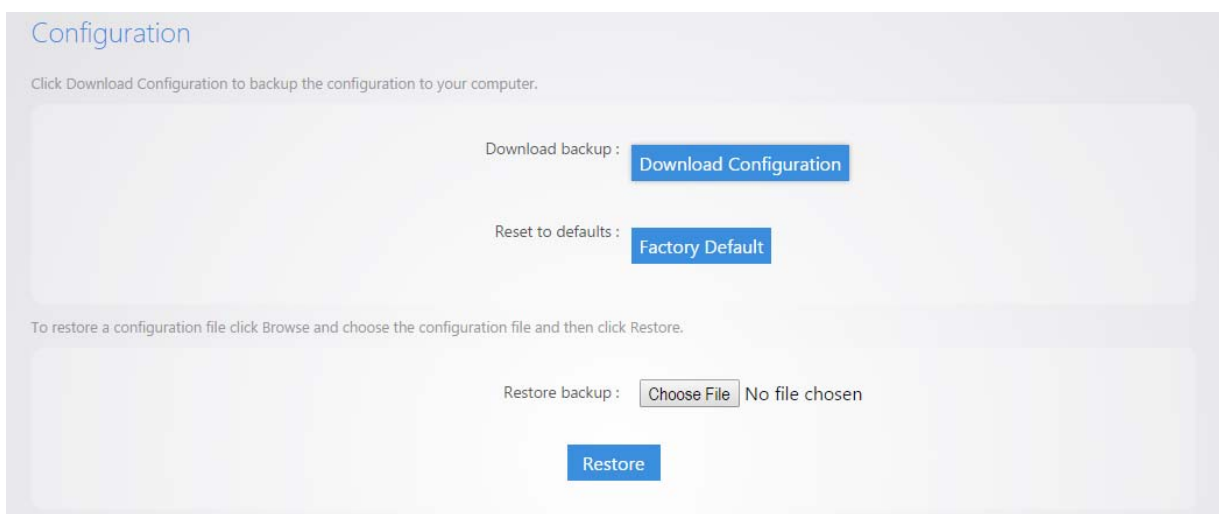 Configuration
Click Download Configuration to backup the configuration to your computer.
Download backup : Download Configuration
Reset to defaults : Factory Default
To restore a configuration file click Browse and choose the configuration file and then click Restore.
Restore backup : Choose File No file chosen
Restore